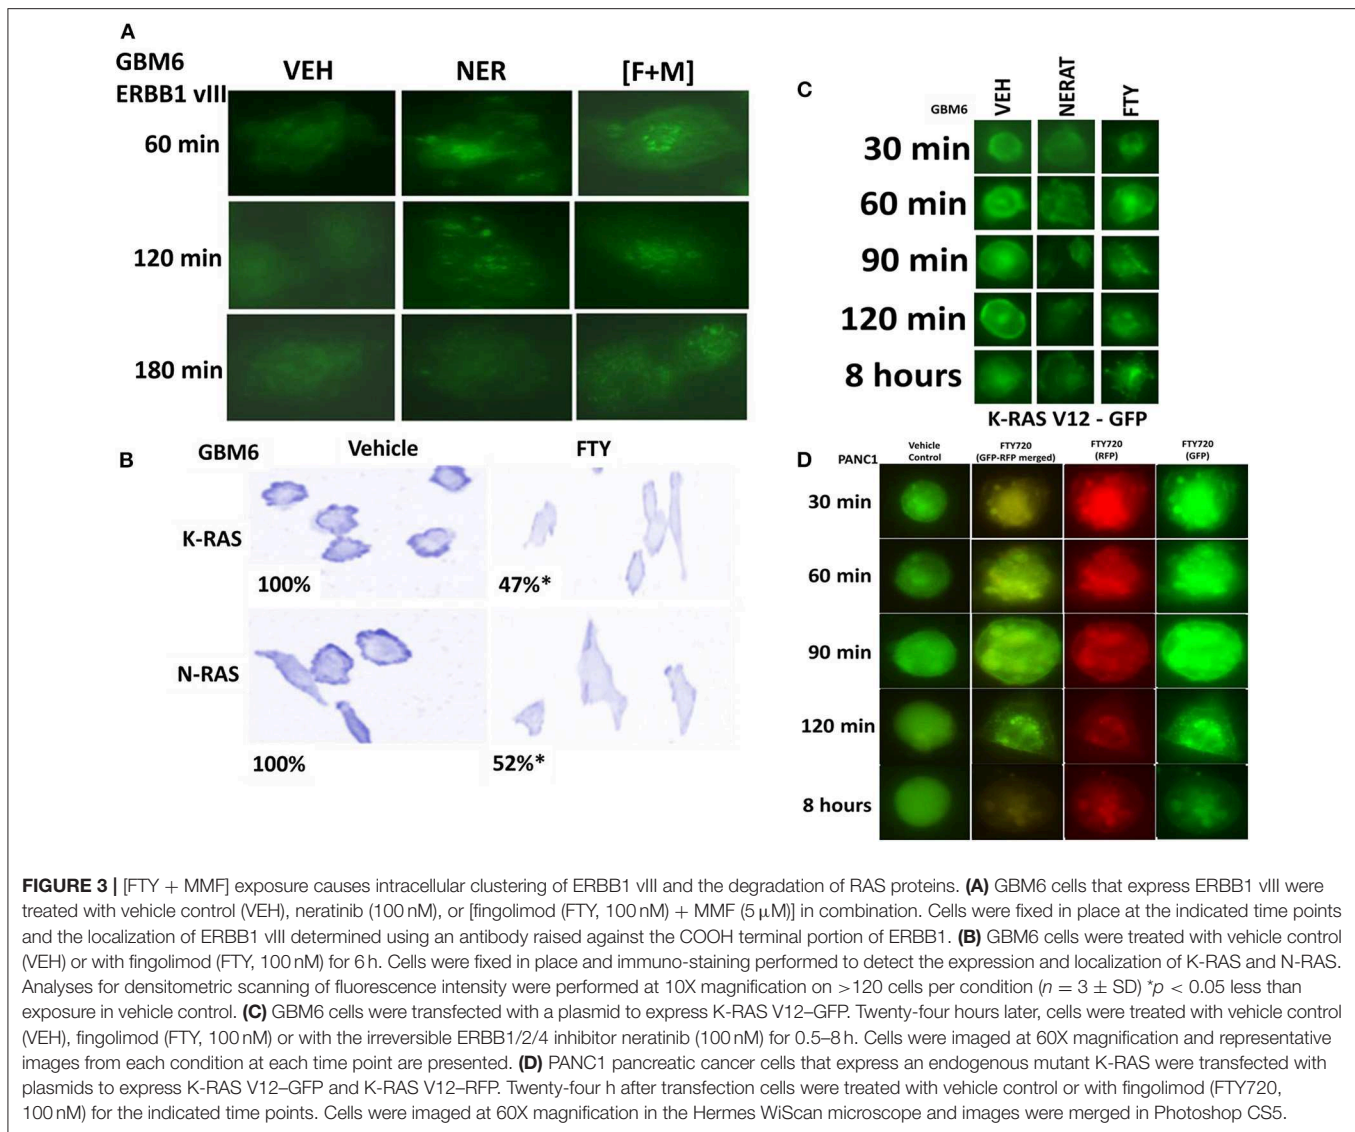 A
GBM6
ERBB1 vIII
VEH
NER
[F+M]
60 min
120 min
180 min
B
GBM6
Vehicle
FTY
K-RAS
100%
47%*
N-RAS
100%
52%*
C
GBM6
VEH
NERAT
FTY
30 min
60 min
90 min
120 min
8 hours
K-RAS V12 - GFP
D
PANC1
Vehicle
Control
FTY720
(GFP-RFP merged)
FTY720
(RFP)
FTY720
(GFP)
30 min
60 min
90 min
120 min
8 hours
FIGURE 3 | [FTY + MMF] exposure causes intracellular clustering of ERBB1 vIII and the degradation of RAS proteins. (A) GBM6 cells that express ERBB1 vIII were
treated with vehicle control (VEH), neratinib (100 nM), or [fingolimod (FTY, 100 nM) + MMF (5 μM)] in combination. Cells were fixed in place at the indicated time points
and the localization of ERBB1 vIII determined using an antibody raised against the COOH terminal portion of ERBB1. (B) GBM6 cells were treated with vehicle control
(VEH) or with fingolimod (FTY, 100 nM) for 6 h. Cells were fixed in place and immuno-staining performed to detect the expression and localization of K-RAS and N-RAS.
Analyses for densitometric scanning of fluorescence intensity were performed at 10X magnification on >120 cells per condition (n = 3 ± SD) *p < 0.05 less than
exposure in vehicle control. (C) GBM6 cells were transfected with a plasmid to express K-RAS V12–GFP. Twenty-four hours later, cells were treated with vehicle control
(VEH), fingolimod (FTY, 100 nM) or with the irreversible ERBB1/2/4 inhibitor neratinib (100 nM) for 0.5–8 h. Cells were imaged at 60X magnification and representative
images from each condition at each time point are presented. (D) PANC1 pancreatic cancer cells that express an endogenous mutant K-RAS were transfected with
plasmids to express K-RAS V12–GFP and K-RAS V12–RFP. Twenty-four h after transfection cells were treated with vehicle control or with fingolimod (FTY720,
100 nM) for the indicated time points. Cells were imaged at 60X magnification in the Hermes WiScan microscope and images were merged in Photoshop CS5.